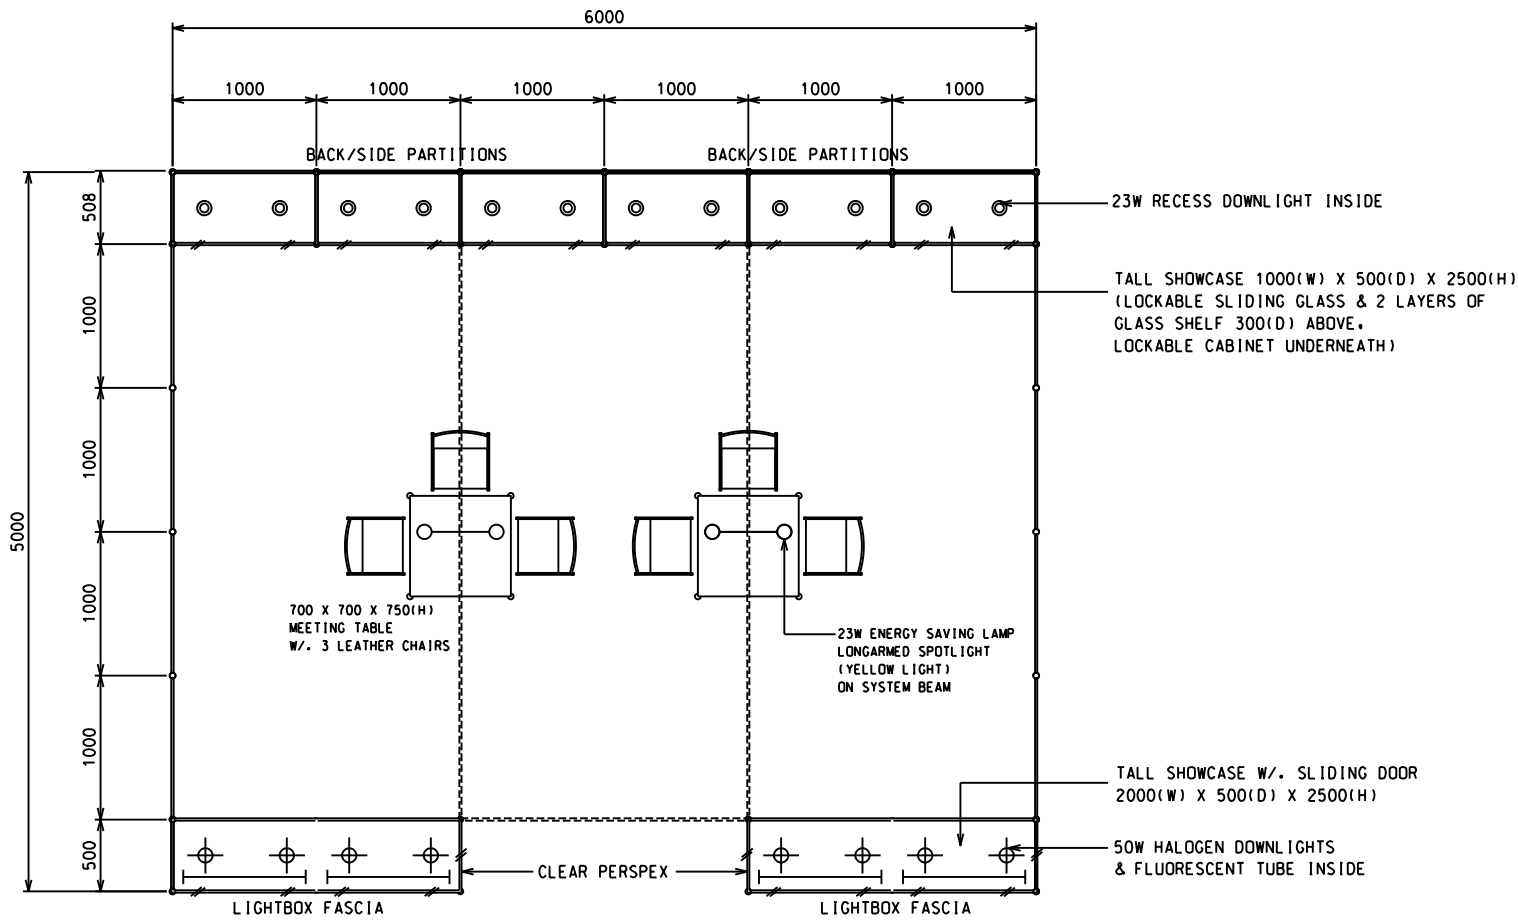 6000
1000 1000 1000 1000 1000 1000
BACK/SIDE PARTITIONS BACK/SIDE PARTITIONS
508
23W RECESS DOWNLIGHT INSIDE
TALL SHOWCASE 1000(W) X 500(D) X 2500(H)
(LOCKABLE SLIDING GLASS & 2 LAYERS OF
GLASS SHELF 300(D) ABOVE.
LOCKABLE CABINET UNDERNEATH)
1000
1000
5000
1000
700 X 700 X 750(H)
MEETING TABLE
W/. 3 LEATHER CHAIRS
23W ENERGY SAVING LAMP
LONGARMED SPOTLIGHT
(YELLOW LIGHT)
ON SYSTEM BEAM
1000
TALL SHOWCASE W/. SLIDING DOOR
2000(W) X 500(D) X 2500(H)
500
50W HALOGEN DOWNLIGHTS
& FLUORESCENT TUBE INSIDE
CLEAR PERSPEX
LIGHTBOX FASCIA LIGHTBOX FASCIA